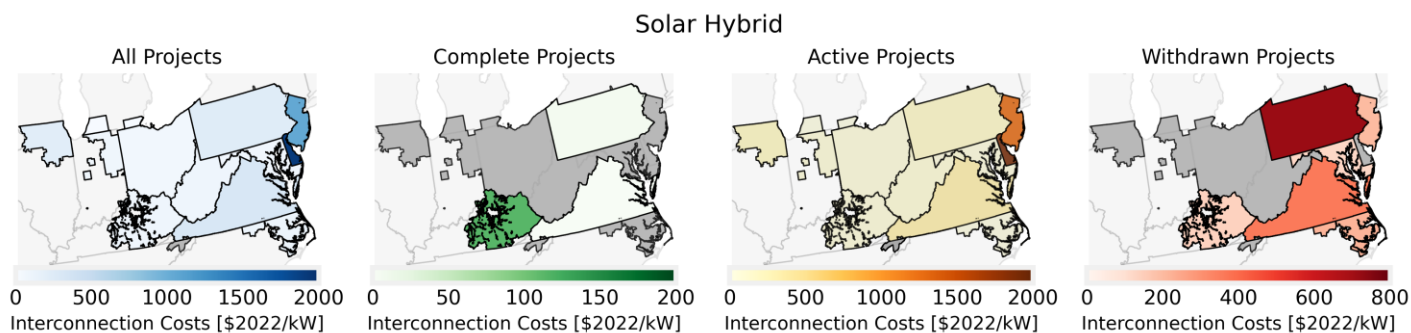 Solar Hybrid
All Projects
Complete Projects
Active Projects
Withdrawn Projects
0 500 1000 1500 2000
0 50 100 150 200
0 500 1000 1500 2000
0 200 400 600 800
Interconnection Costs [$2022/kW]
Interconnection Costs [$2022/kW]
Interconnection Costs [$2022/kW]
Interconnection Costs [$2022/kW]